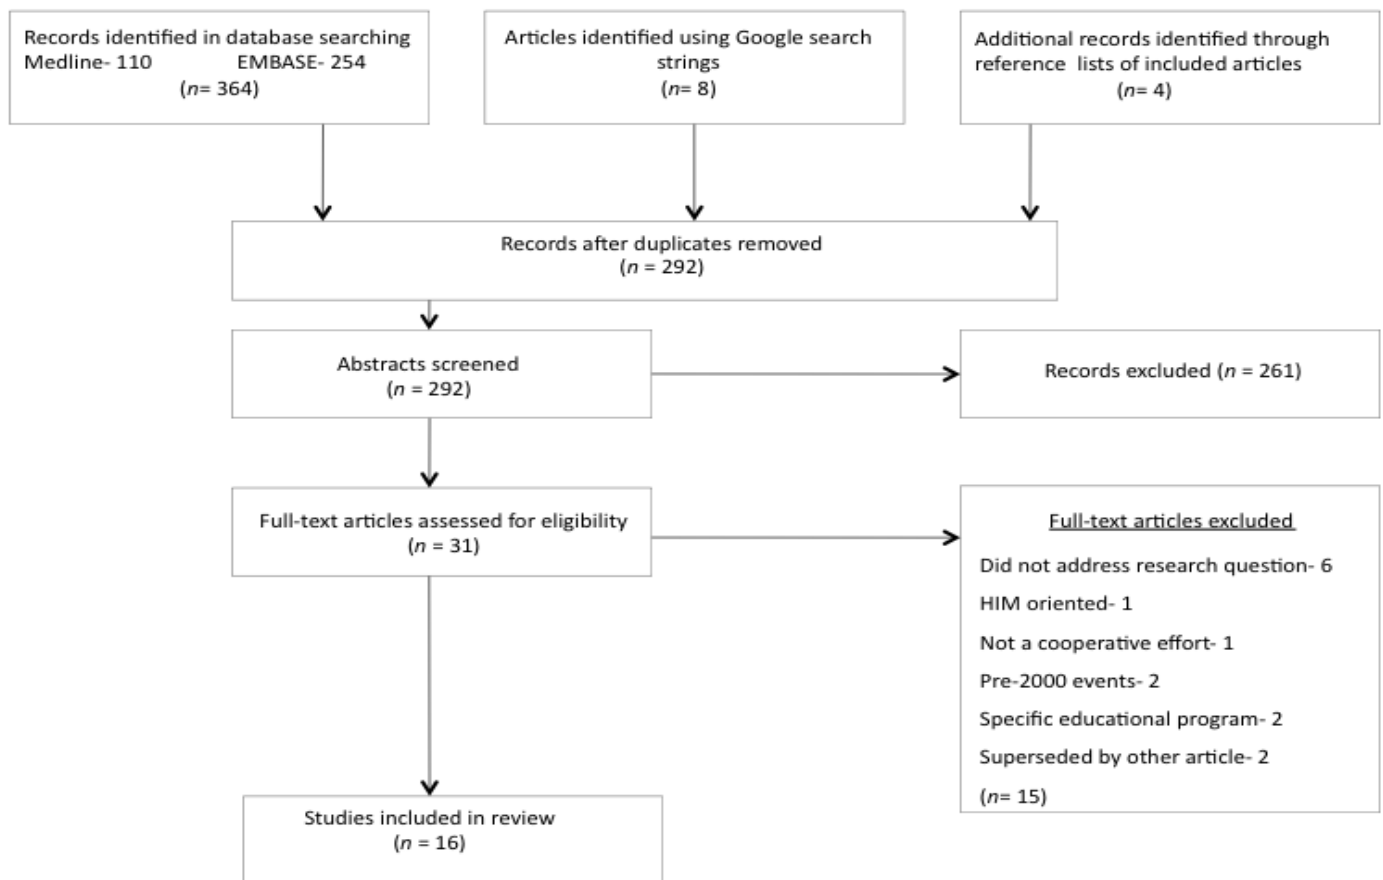 Records identified in database searching
Medline- 110 EMBASE- 254
(n= 364)
Articles identified using Google search
strings
(n= 8)
Additional records identified through
reference lists of included articles
(n= 4)
Records after duplicates removed
(n = 292)
Abstracts screened
(n = 292)
Records excluded (n = 261)
Full-text articles assessed for eligibility
(n = 31)
Full-text articles excluded
Did not address research question- 6
HIM oriented- 1
Not a cooperative effort- 1
Pre-2000 events- 2
Specific educational program- 2
Superseded by other article- 2
(n= 15)
Studies included in review
(n = 16)